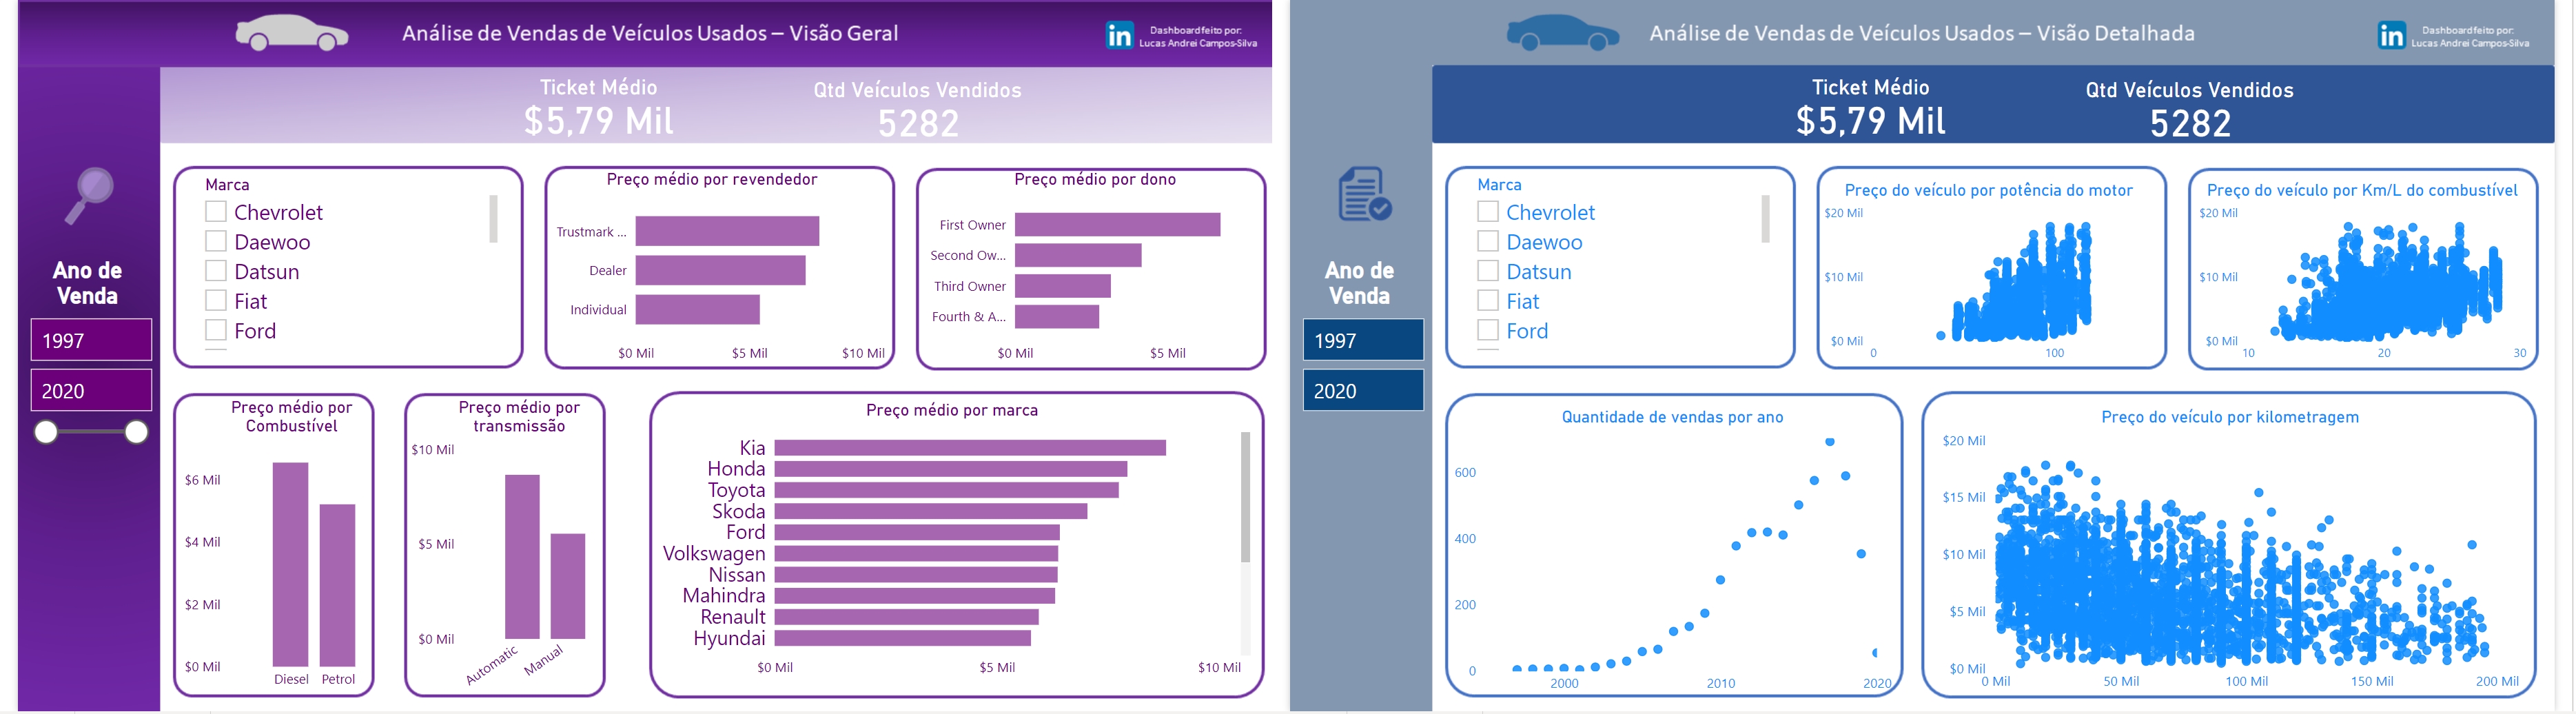 Análise de Vendas de Veículos Usados – Visão Geral
in
Dashboard feito por:
Lucas Andrei Campos-Silva
Ticket Médio
$5,79 Mil
Qtd Veículos Vendidos
5282
Ano de
Venda
1997
2020
Marca
Chevrolet
Daewoo
Datsun
Fiat
Ford
Preço médio por revendedor
Trustmark ...
Dealer
Individual
$0 Mil
$5 Mil
$10 Mil
Preço médio por dono
First Owner
Second Ow...
Third Owner
Fourth & A...
$0 Mil
$5 Mil
Preço médio por
Combustível
$6 Mil
$4 Mil
$2 Mil
$0 Mil
Diesel
Petrol
Preço médio por
transmissão
$10 Mil
$5 Mil
$0 Mil
Automatic
Manual
Preço médio por marca
Kia
Honda
Toyota
Skoda
Ford
Volkswagen
Nissan
Mahindra
Renault
Hyundai
$0 Mil
$5 Mil
$10 Mil
Análise de Vendas de Veículos Usados – Visão Detalhada
in
Dashboard feito por:
Lucas Andrei Campos-Silva
Ticket Médio
$5,79 Mil
Qtd Veículos Vendidos
5282
Ano de
Venda
1997
2020
Marca
Chevrolet
Daewoo
Datsun
Fiat
Ford
Preço do veículo por potência do motor
$20 Mil
$10 Mil
$0 Mil
0
100
Preço do veículo por Km/L do combustível
$20 Mil
$10 Mil
$0 Mil
10
20
30
Quantidade de vendas por ano
600
400
200
0
2000
2010
2020
Preço do veículo por kilometragem
$20 Mil
$15 Mil
$10 Mil
$5 Mil
$0 Mil
0 Mil
50 Mil
100 Mil
150 Mil
200 Mil